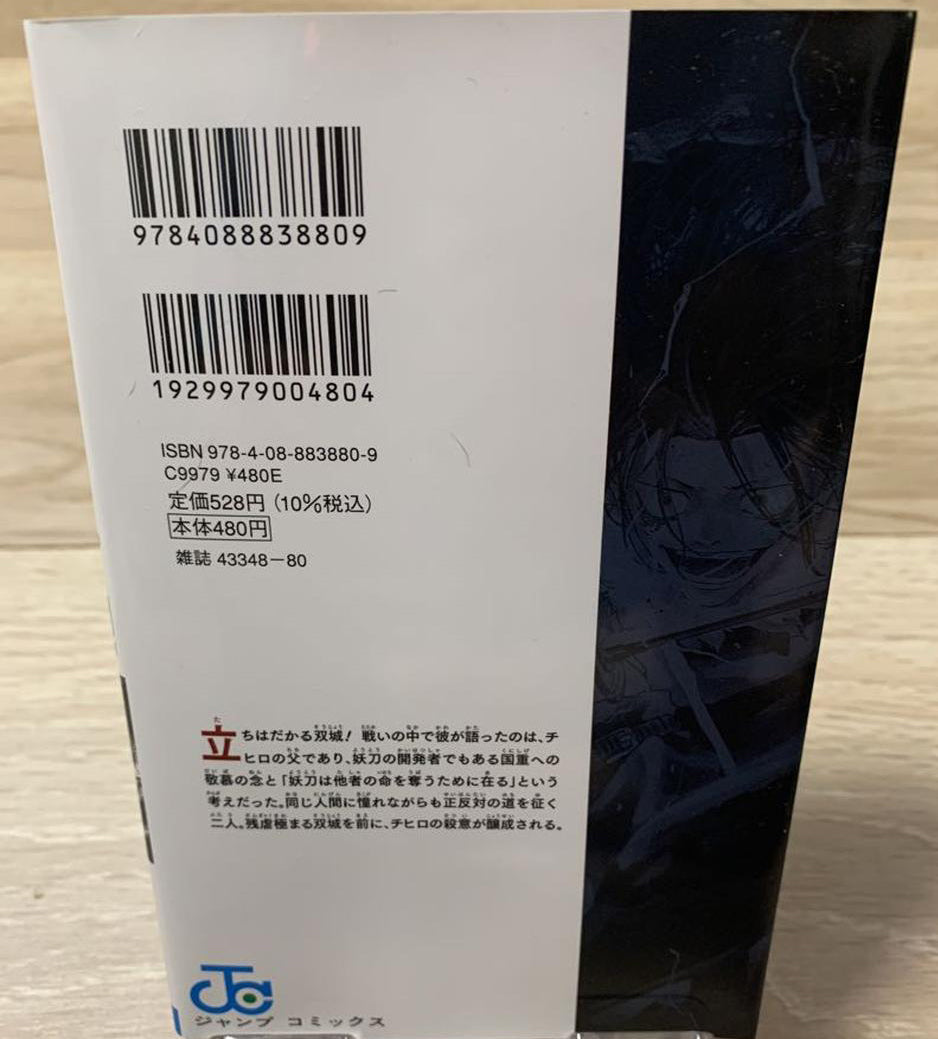 9784088838809
1929979004804
ISBN 978-4-08-883880-9
C9979 ¥480E
定価528円(10%税込)
本体480円
雑誌 43348-80
立ちはだかる双城!戦いの中で彼が語ったのは、チ
ヒロの父であり、妖刀の開発者でもある国重への
敬慕の念と「妖刀は他者の命を奪うために在る」という
考えだった。同じ人間に憧れながらも正反対の道を征く
二人。残虐極まる双城を前に、チヒロの殺意が醸成される。
JC
ジャンプ コミックス